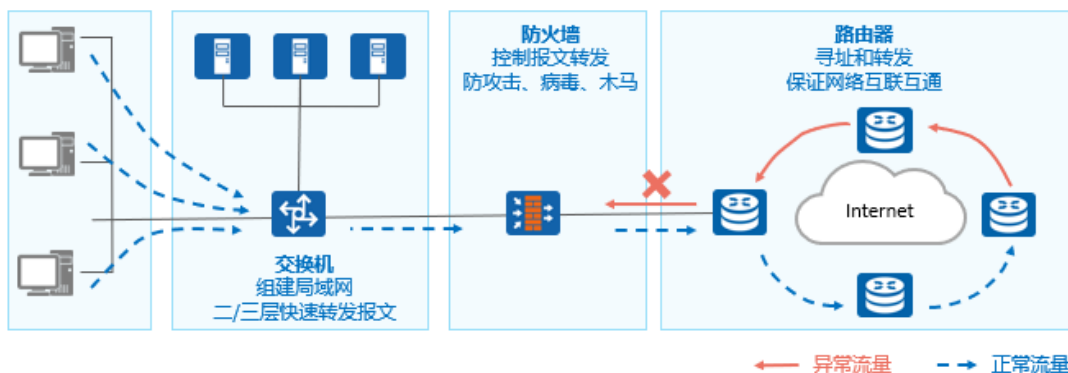 防火墙
控制报文转发
防攻击、病毒、木马
路由器
寻址和转发
保证网络互联互通
Internet
交换机
组建局域网
二/三层快速转发报文
异常流量
正常流量